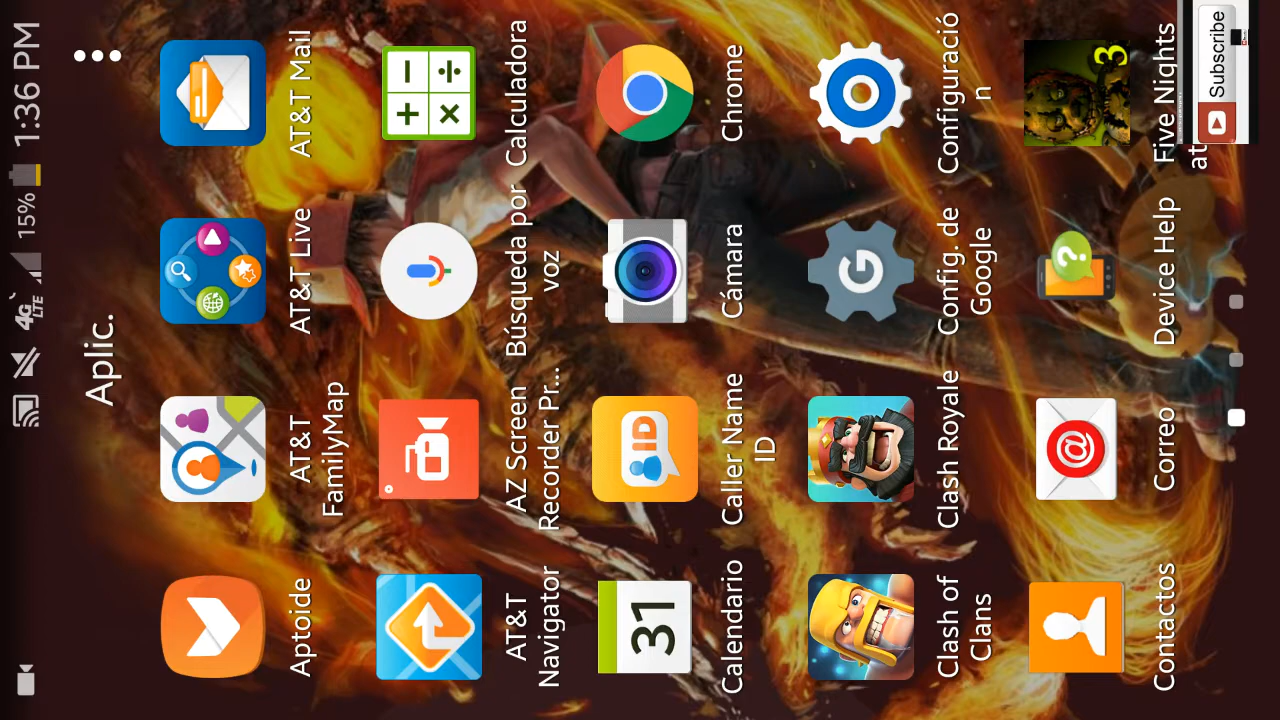 4G LTE 15% 1:36 PM
Aplic.
Aptoide
AT&T
FamilyMap
AT&T Live
AT&T Mail
AT&T
Navigator
AZ Screen
Recorder Pr...
Búsqueda por
voz
Calculadora
31
ID
Calendario
Caller Name
ID
Cámara
Chrome
G
Clash of
Clans
Clash Royale
Config. de
Google
Configuració
n
@
?
3
Contactos
Correo
Device Help
Five Nights
at
Subscribe